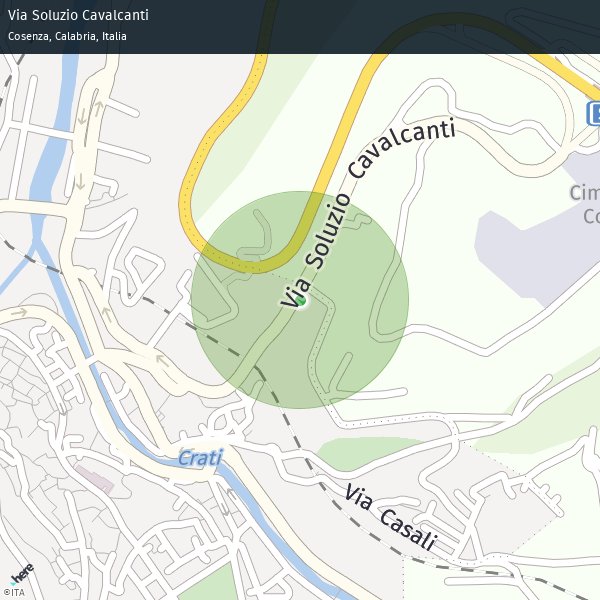 Via Soluzio Cavalcanti
Cosenza, Calabria, Italia
Via Soluzio Cavalcanti
Cim
Co
Crati
Via Casali
here
©ITA